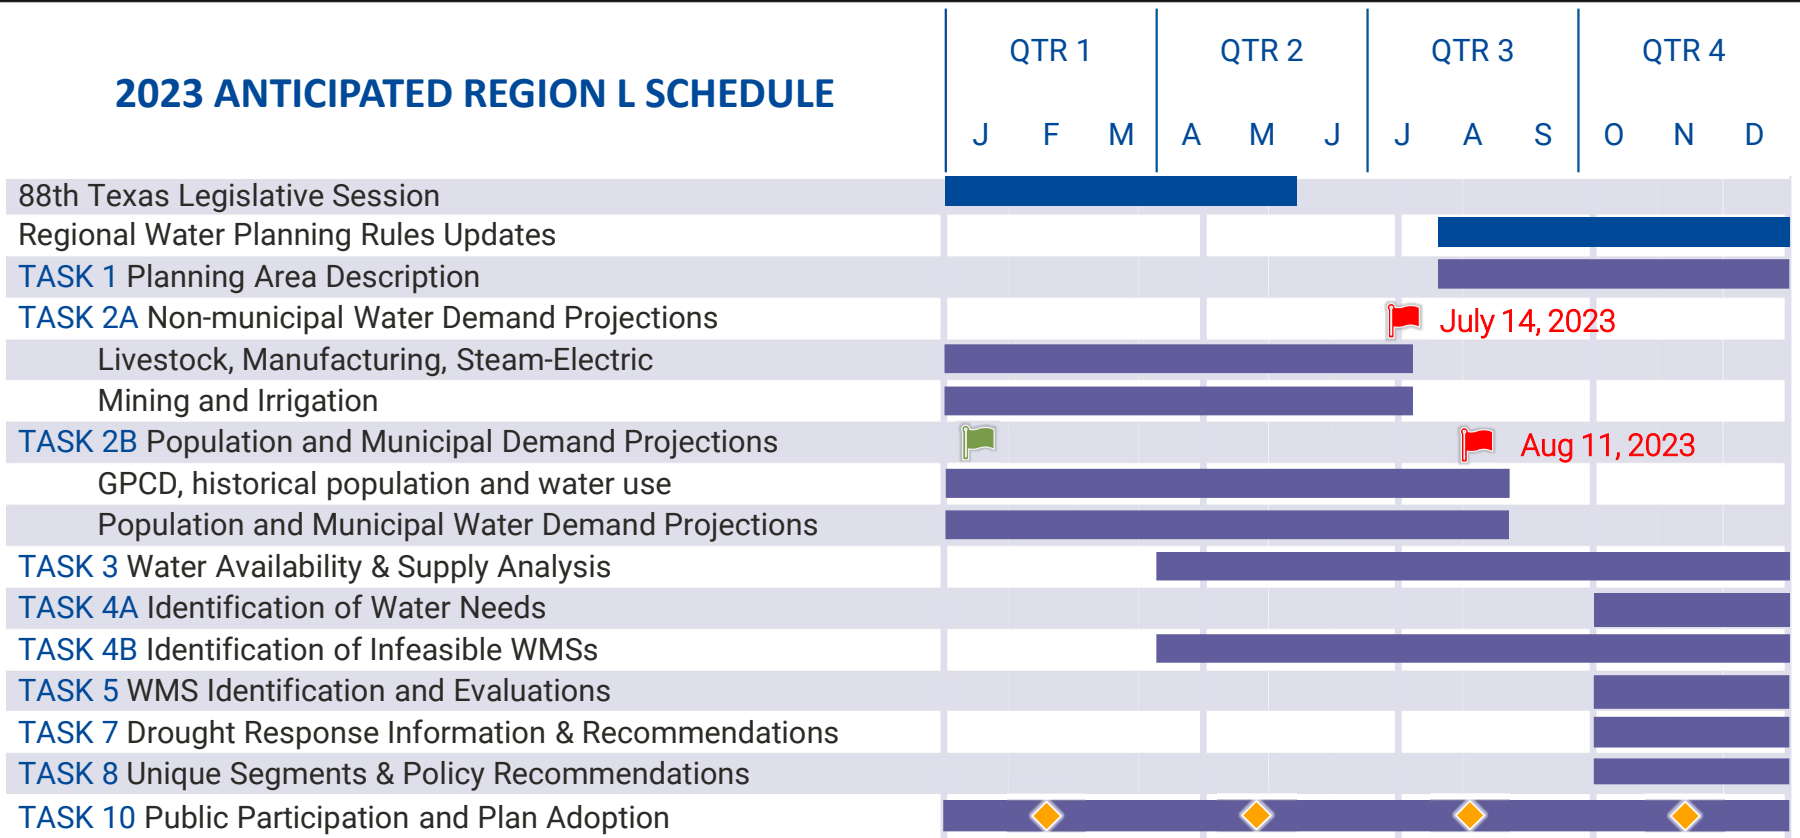 QTR 1 QTR 2 QTR 3 QTR 4
2023 ANTICIPATED REGION L SCHEDULE
J F M A M J J A S O N D
88th Texas Legislative Session
Regional Water Planning Rules Updates
TASK 1 Planning Area Description
TASK 2A Non-municipal Water Demand Projections July 14, 2023
Livestock, Manufacturing, Steam-Electric
Mining and Irrigation
TASK 2B Population and Municipal Demand Projections Aug 11, 2023
GPCD, historical population and water use
Population and Municipal Water Demand Projections
TASK 3 Water Availability & Supply Analysis
TASK 4A Identification of Water Needs
TASK 4B Identification of Infeasible WMSs
TASK 5 WMS Identification and Evaluations
TASK 7 Drought Response Information & Recommendations
TASK 8 Unique Segments & Policy Recommendations
TASK 10 Public Participation and Plan Adoption